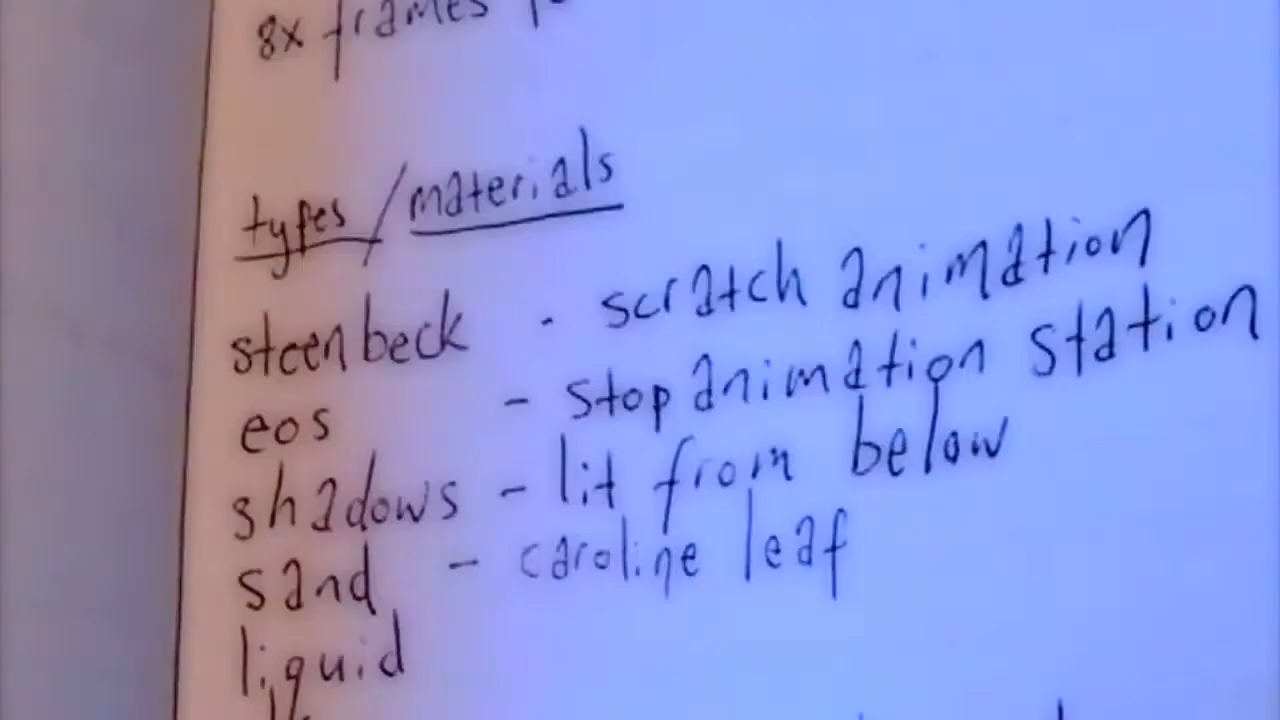 8x frames
types/materials
steenbeck - scratch animation
eos - stop animation station
shadows - lit from below
sand - caroline leaf
liquid